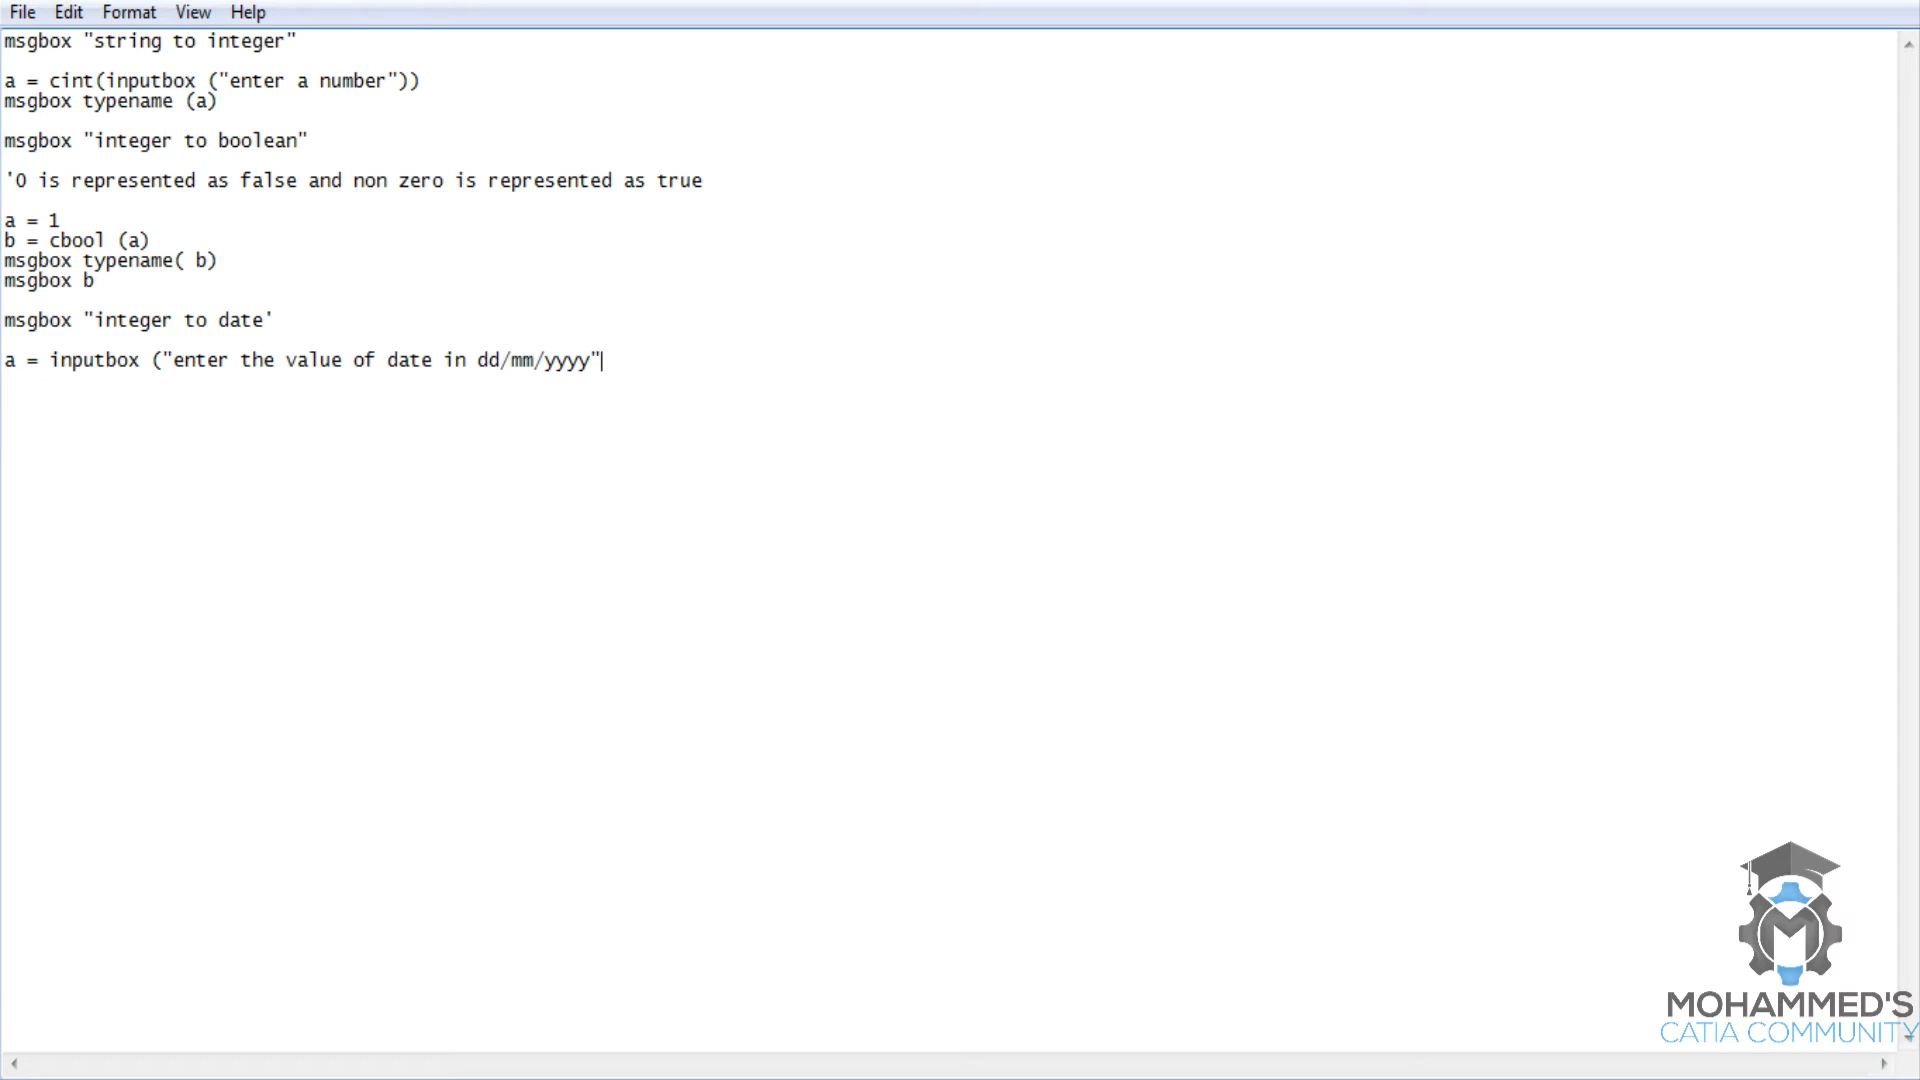 File Edit Format View Help
msgbox "string to integer"
a = cint(inputbox ("enter a number"))
msgbox typename (a)
msgbox "integer to boolean"
'0 is represented as false and non zero is represented as true
a = 1
b = cbool (a)
msgbox typename( b)
msgbox b
msgbox "integer to date'
a = inputbox ("enter the value of date in dd/mm/yyyy"
MOHAMMED'S
CATIA COMMUNITY